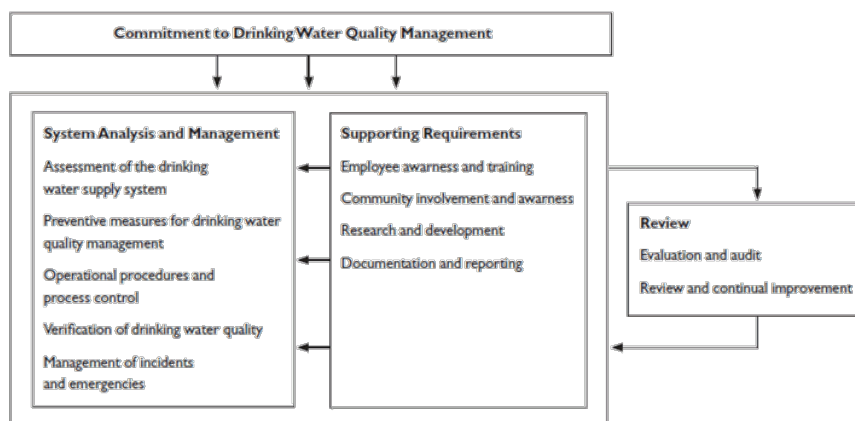 Commitment to Drinking Water Quality Management
System Analysis and Management
Assessment of the drinking
water supply system
Preventive measures for drinking water
quality management
Operational procedures and
process control
Verification of drinking water quality
Management of incidents
and emergencies
Supporting Requirements
Employee awarness and training
Community involvement and awarness
Research and development
Documentation and reporting
Review
Evaluation and audit
Review and continual improvement